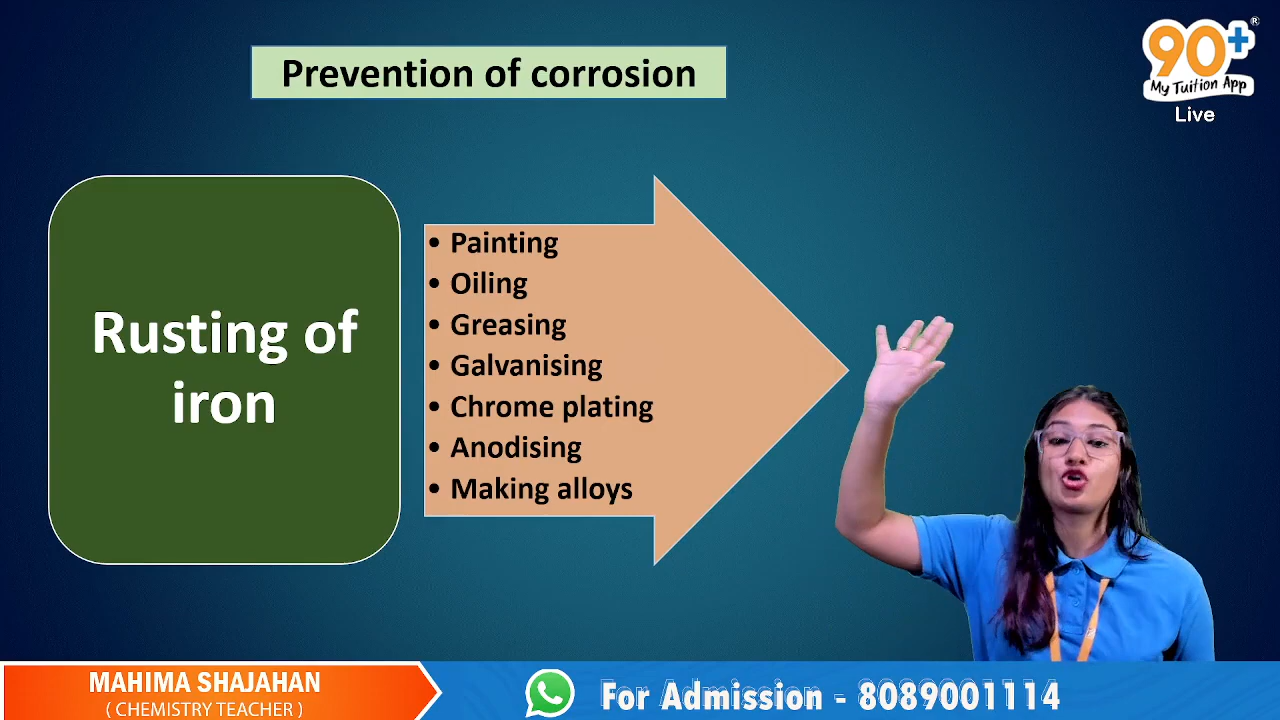 Prevention of corrosion
90+
®
My Tuition App
Live
Rusting of
iron
• Painting
• Oiling
• Greasing
• Galvanising
• Chrome plating
• Anodising
• Making alloys
MAHIMA SHAJAHAN
( CHEMISTRY TEACHER )
For Admission - 8089001114